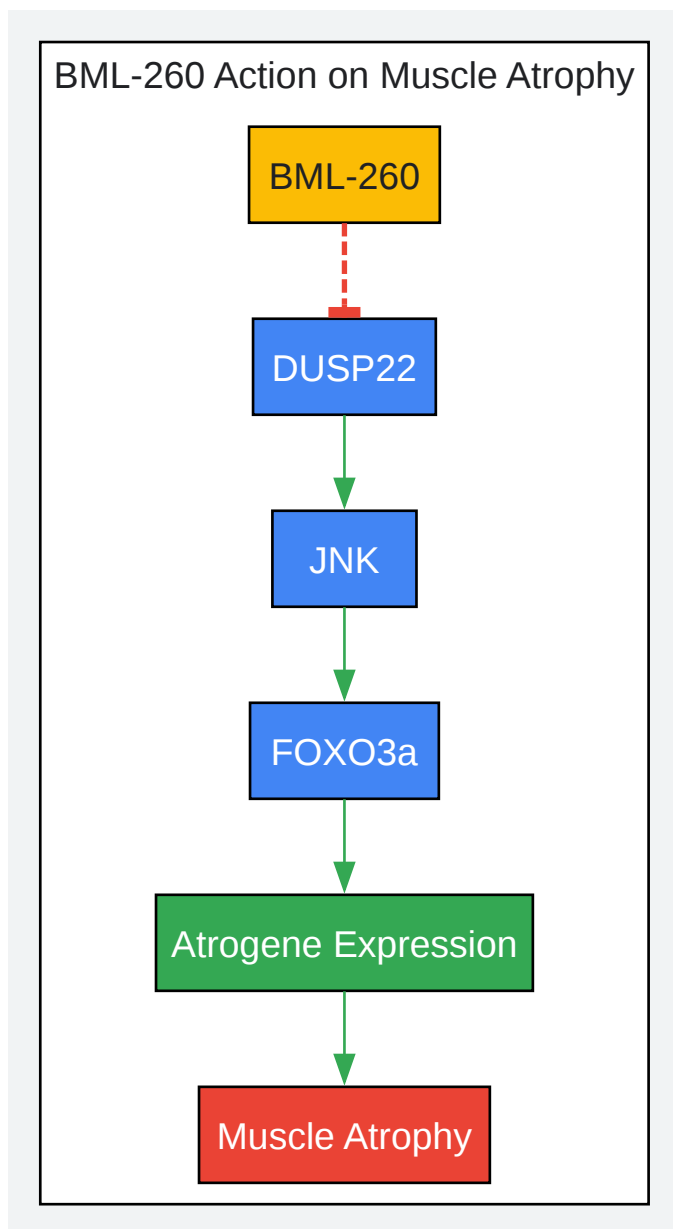 BML-260 Action on Muscle Atrophy
BML-260
DUSP22
JNK
FOXO3a
Atrogene Expression
Muscle Atrophy